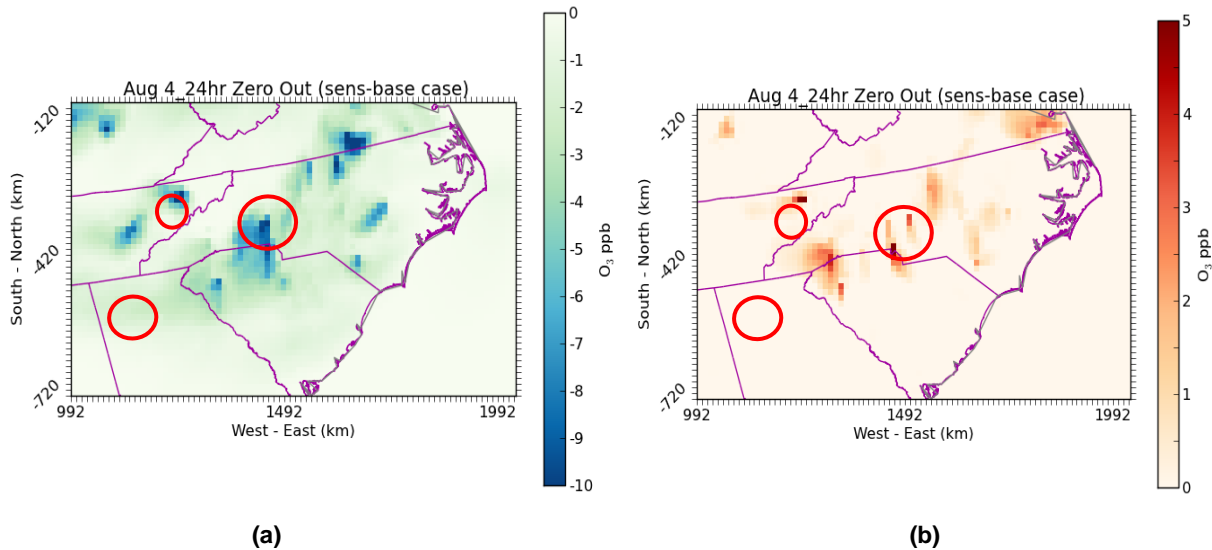 Aug 4_24hr Zero Out (sens-base case)
South - North (km)
-120
-420
-720
992
1492
1992
West - East (km)
0
-1
-2
-3
-4
-5
-6
-7
-8
-9
-10
O₃ ppb
(a)
Aug 4_24hr Zero Out (sens-base case)
South - North (km)
-120
-420
-720
992
1492
1992
West - East (km)
5
4
3
2
1
0
O₃ ppb
(b)